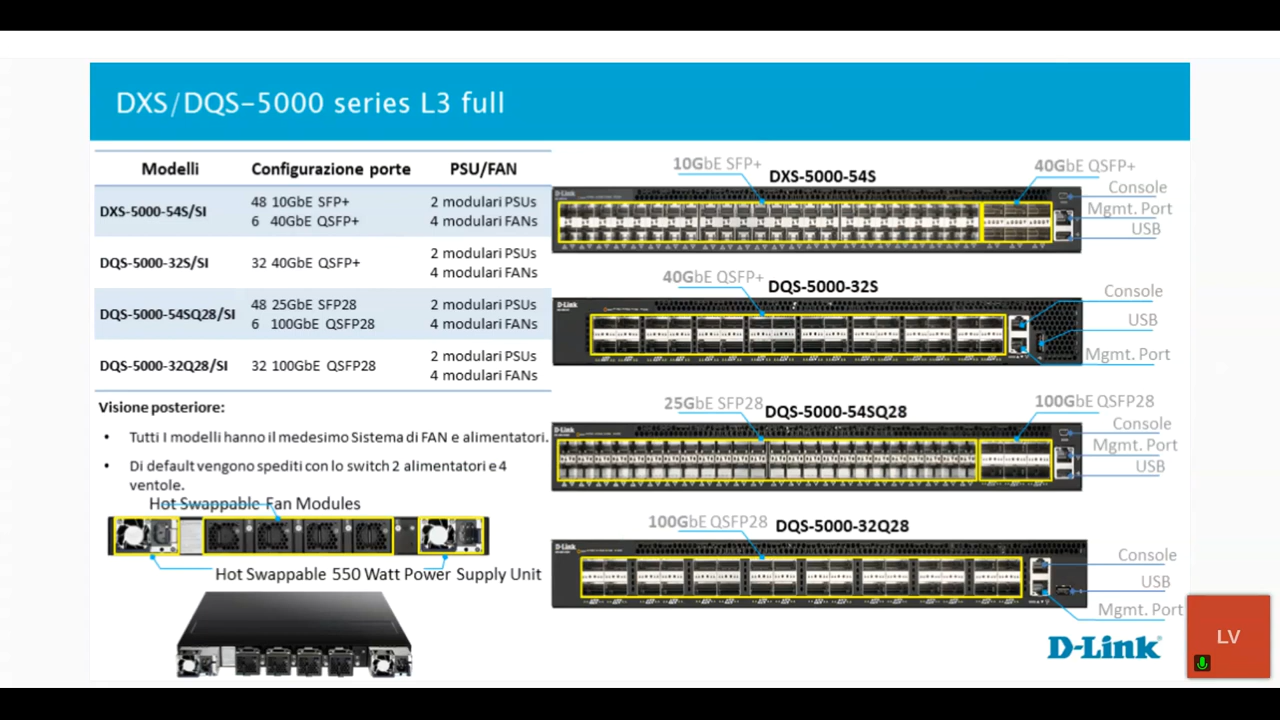 DXS/DQS-5000 series L3 full
Modelli Configurazione porte PSU/FAN
DXS-5000-54S/SI 48 10GbE SFP+ 2 modulari PSUs
6 40GbE QSFP+ 4 modulari FANs
DQS-5000-32S/SI 32 40GbE QSFP+ 2 modulari PSUs
4 modulari FANs
DQS-5000-54SQ28/SI 48 25GbE SFP28 2 modulari PSUs
6 100GbE QSFP28 4 modulari FANs
DQS-5000-32Q28/SI 32 100GbE QSFP28 2 modulari PSUs
4 modulari FANs
Visione posteriore:
• Tutti I modelli hanno il medesimo Sistema di FAN e alimentatori.
• Di default vengono spediti con lo switch 2 alimentatori e 4
ventole.
Hot Swappable Fan Modules
Hot Swappable 550 Watt Power Supply Unit
10GbE SFP+
DXS-5000-54S
40GbE QSFP+
Console
Mgmt. Port
USB
D-Link
40GbE QSFP+
DQS-5000-32S
Console
USB
Mgmt. Port
D-Link
25GbE SFP28
DQS-5000-54SQ28
100GbE QSFP28
Console
Mgmt. Port
USB
D-Link
100GbE QSFP28
DQS-5000-32Q28
Console
USB
Mgmt. Port
D-Link
D-Link
LV